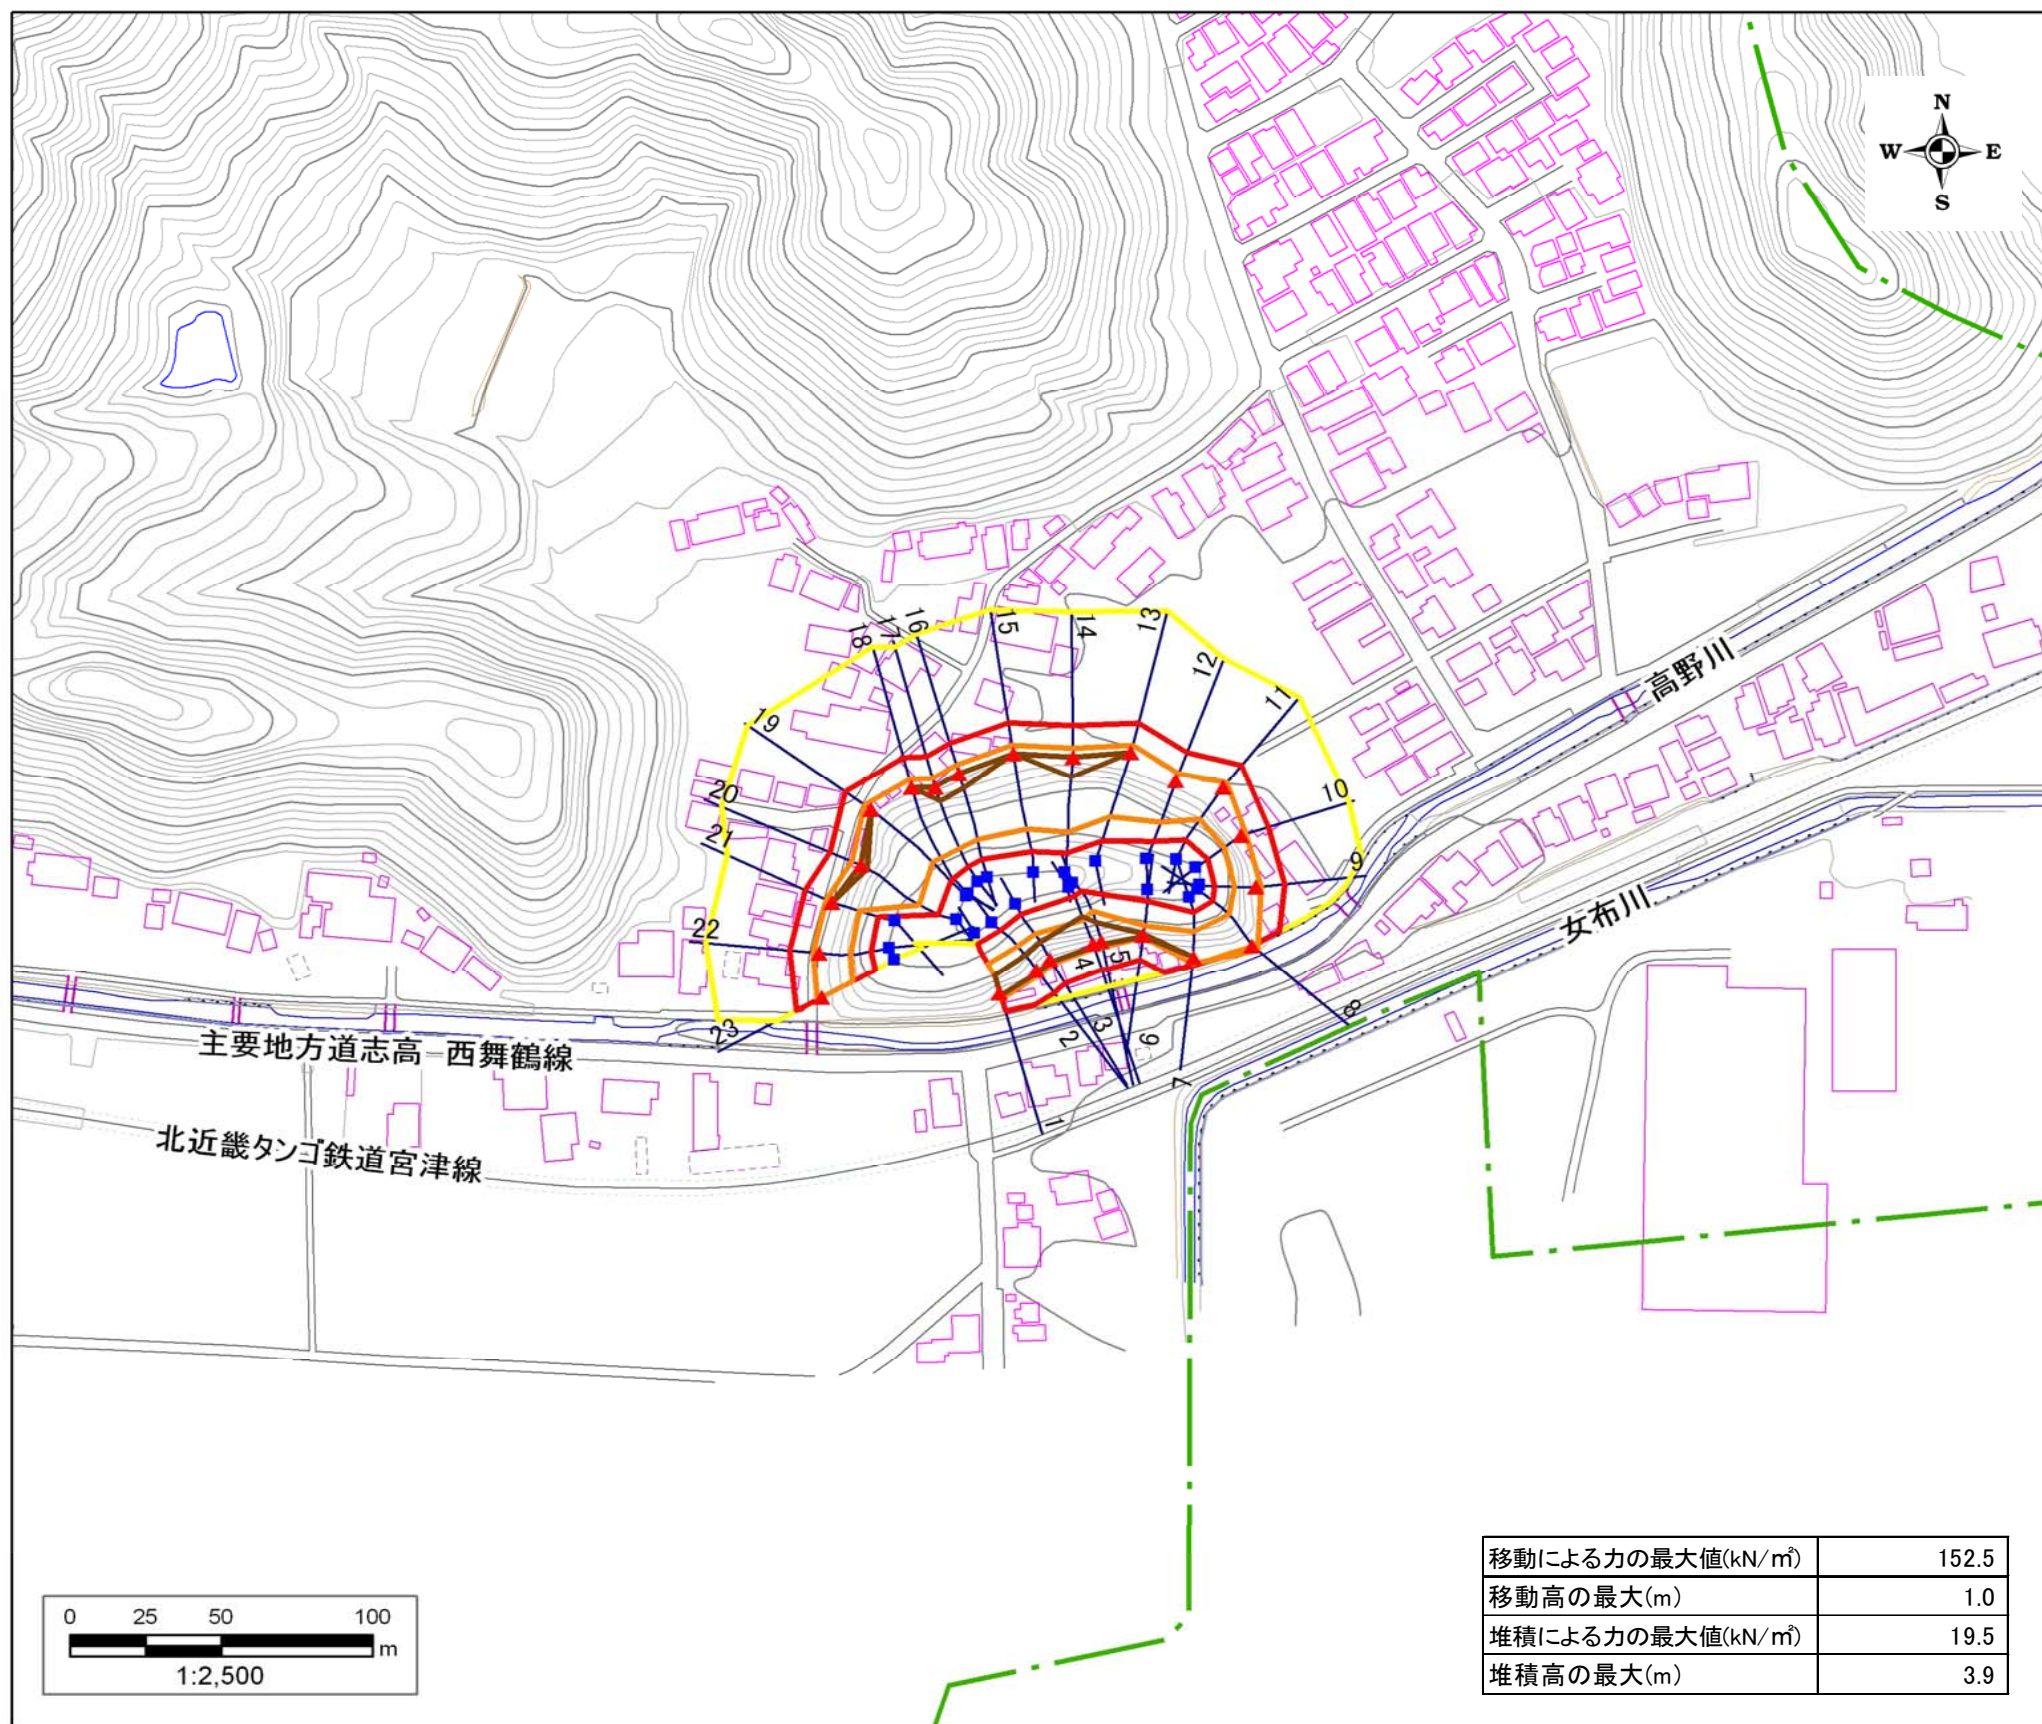 N
W E
S
18
17
16
15
14
13
12
11
19
10
20
21
9
22
高野川
女布川
23
2
3
4
5
6
8
7
1
主要地方道志高 西舞鶴線
北近畿タンゴ鉄道宮津線
移動による力の最大値(kN/㎡) 152.5
移動高の最大(m) 1.0
堆積による力の最大値(kN/㎡) 19.5
堆積高の最大(m) 3.9
0 25 50 100
m
1:2,500